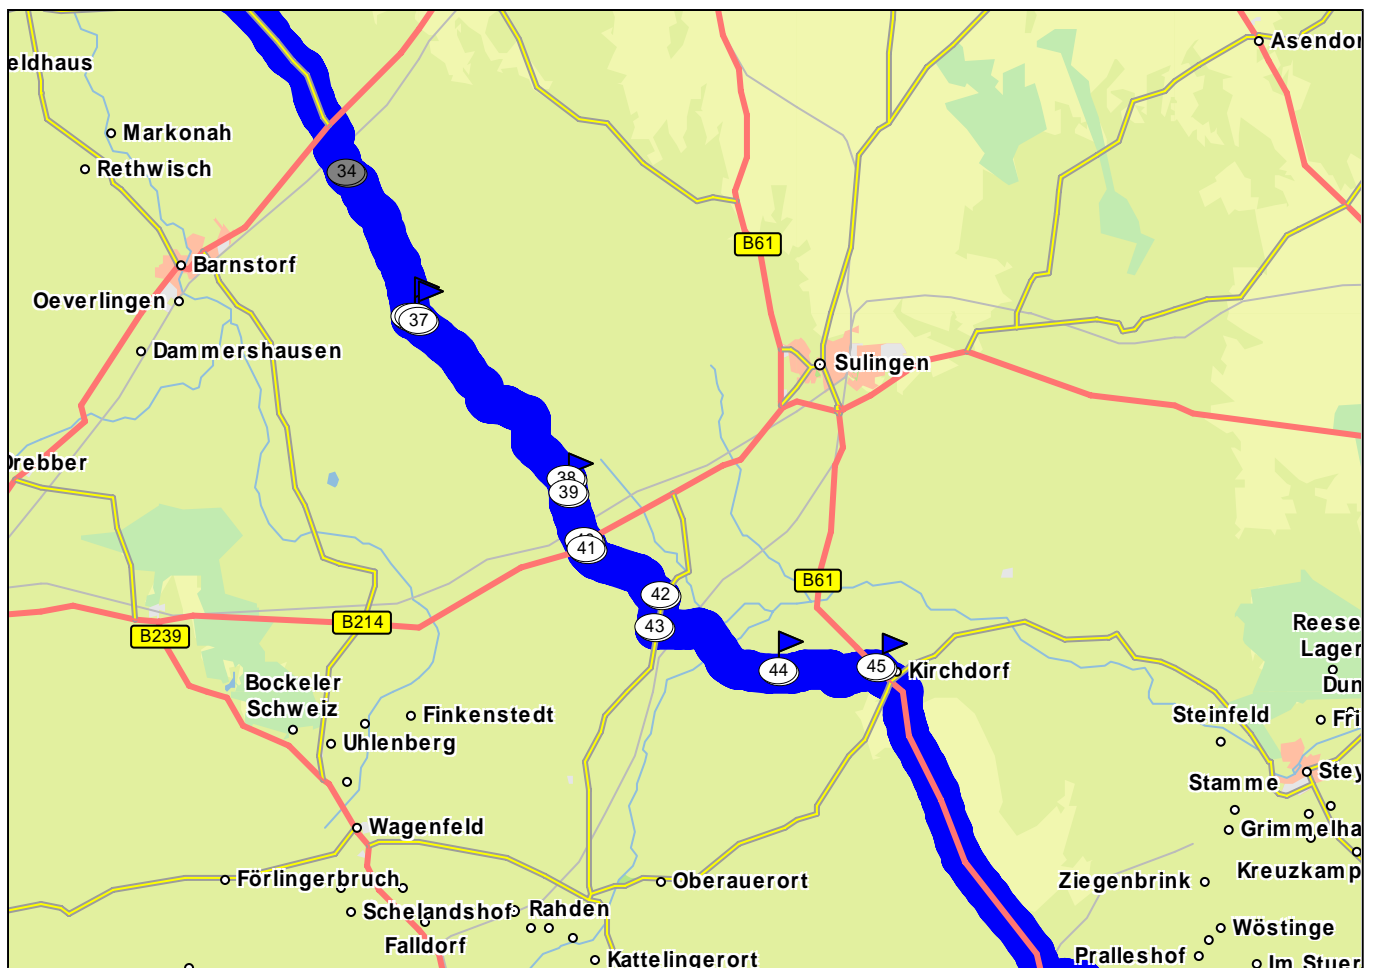 Asendor
eldhaus
Markonah
Rethwisch
34
B61
Barnstorf
Oeverlingen
37
Dammershausen
Sulingen
Drebber
38
39
41
B61
42
B214
43
B239
Reese
Lager
45
44
Kirchdorf
Bockeler
Schweiz
Dun
Finkenstedt
Steinfeld
Fri
Uhlenberg
Stey
Stamme
Wagenfeld
Grimmelha
Kreuzkamp
Förlingerbruch
Oberauerort
Ziegenbrink
Schelandshof
Rahden
Wöstinge
Falldorf
Kattelingerort
Pralleshof
Im Stuer